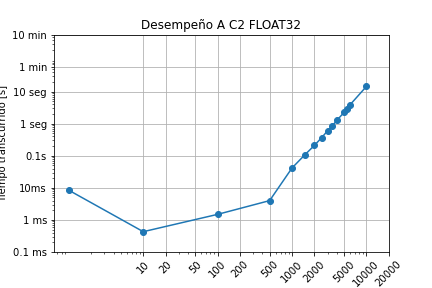 Desempeño A C2 FLOAT32
transcurrido [s]
10 min
1 min
10 seg
1 seg
0.1s
10ms
1 ms
0.1 ms
10
20
50
100
200
500
1000
2000
5000
10000
20000